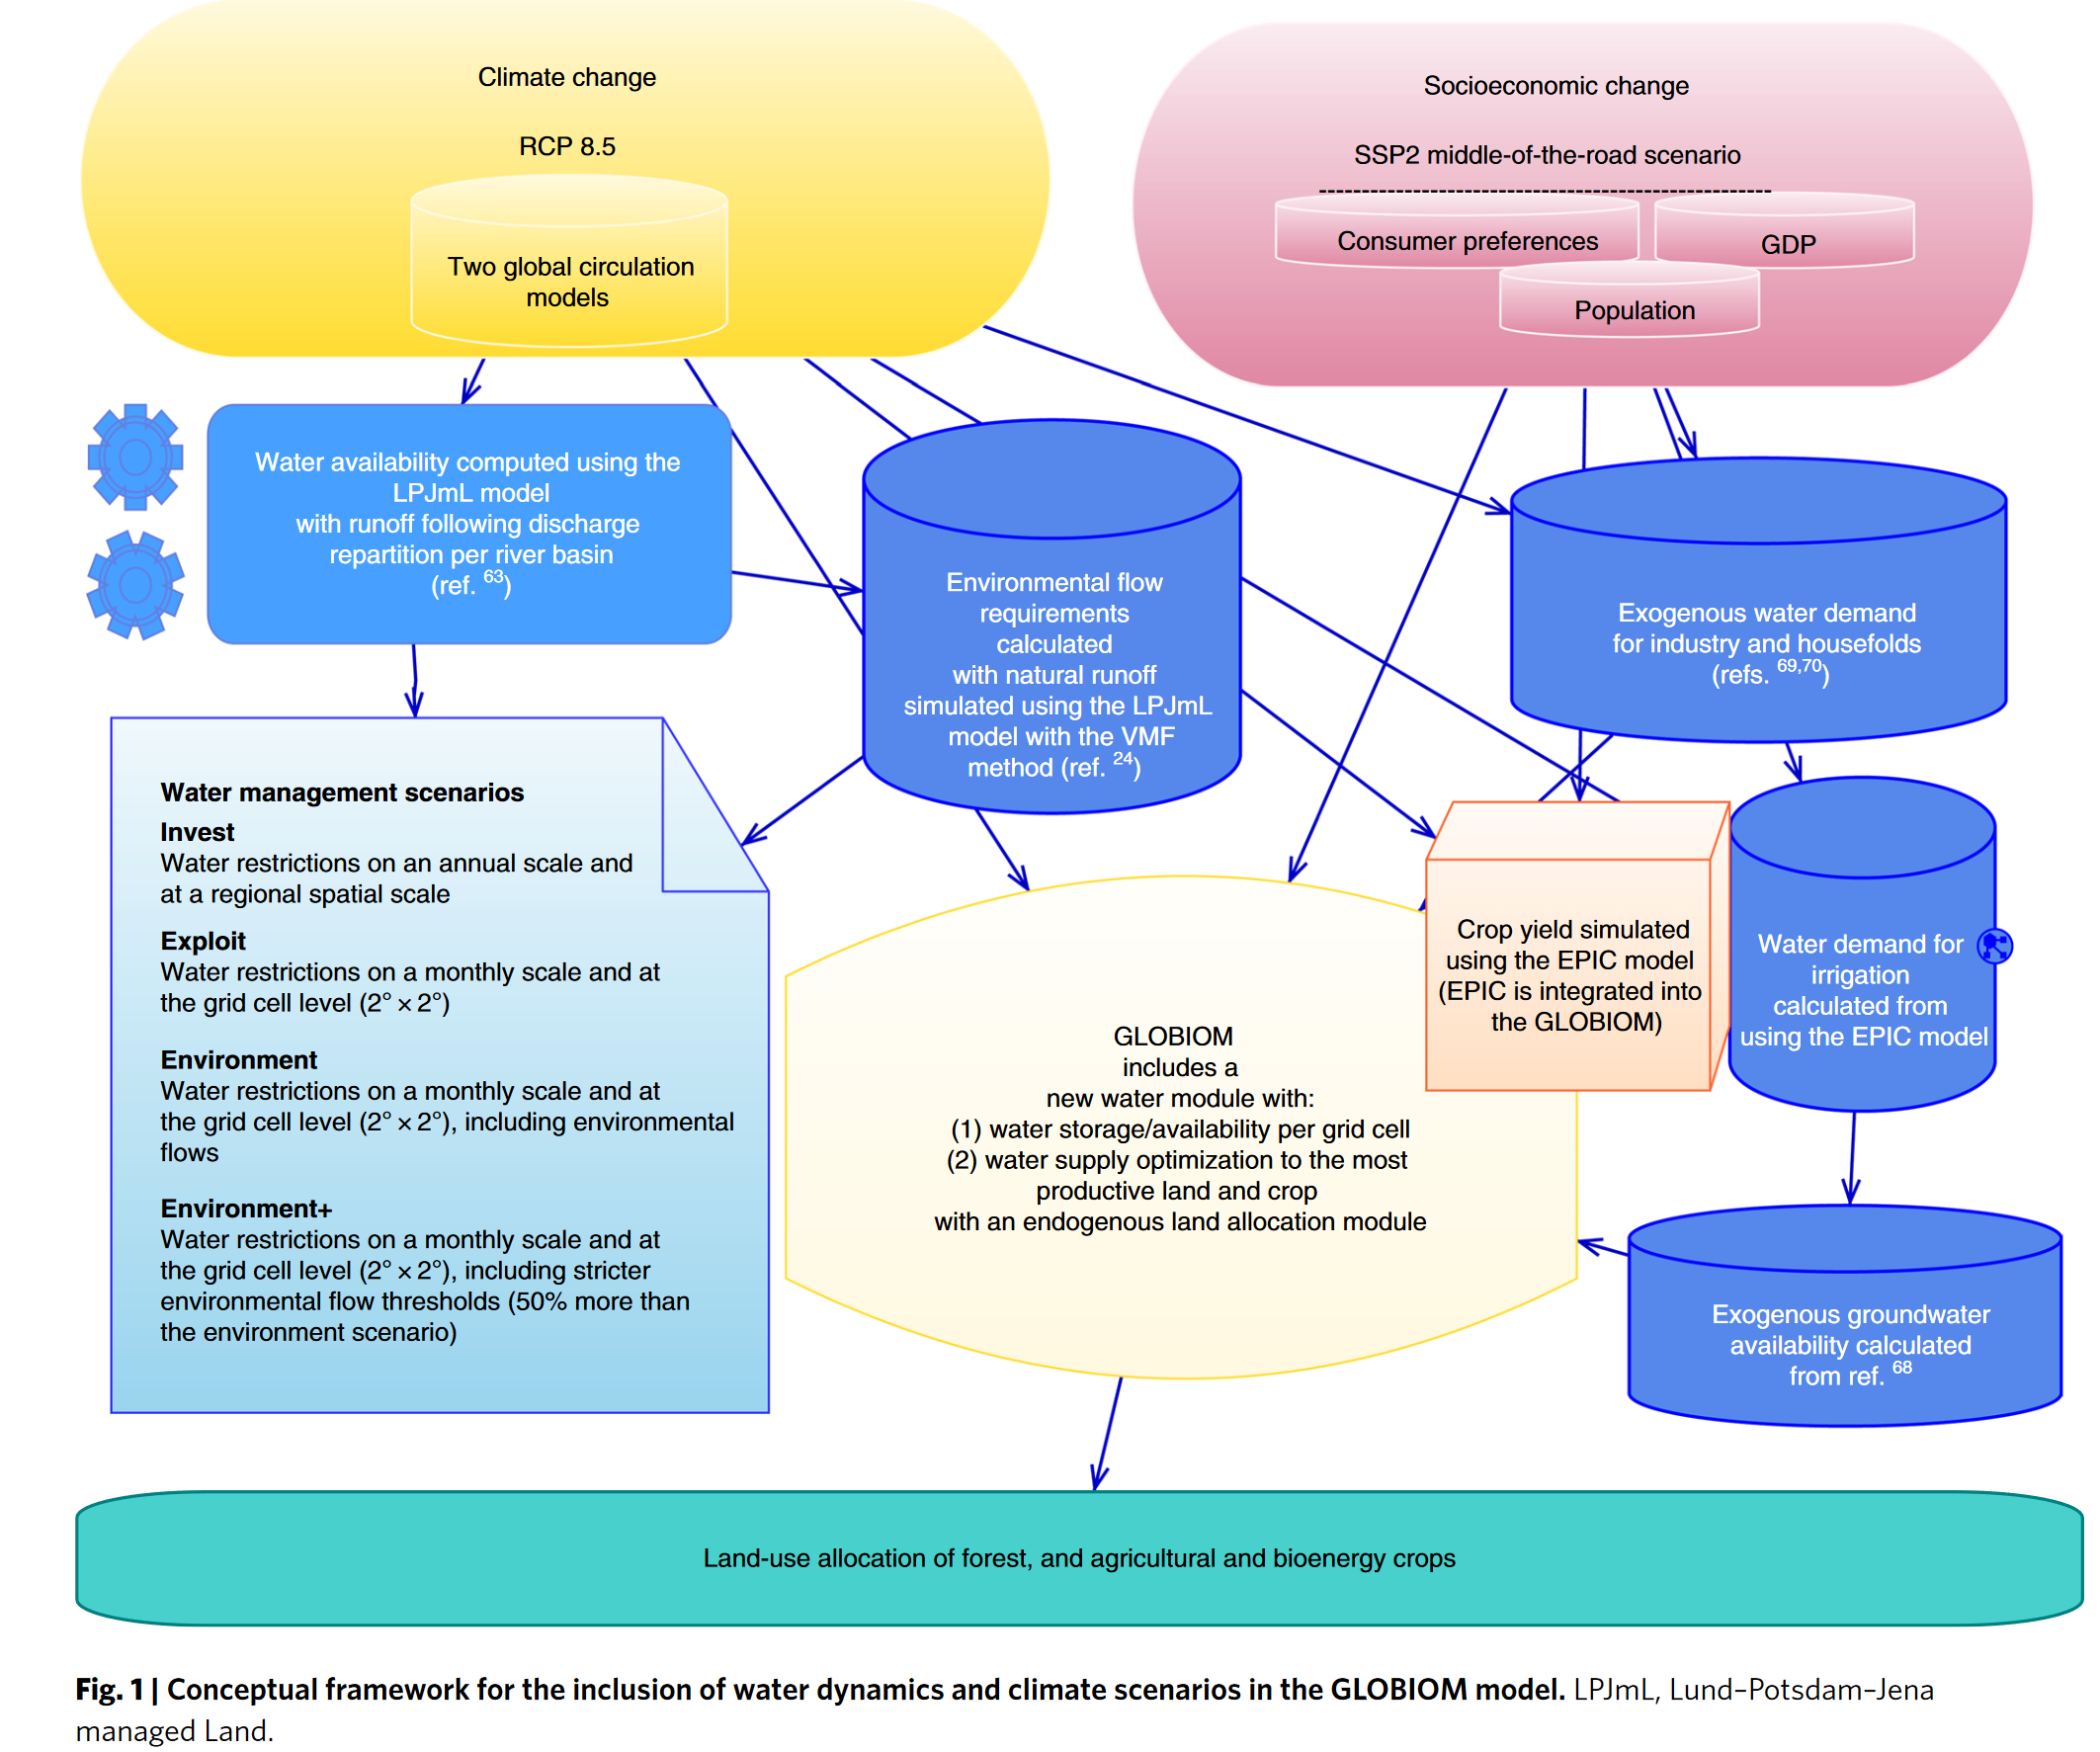 Climate change
RCP 8.5
Two global circulation
models
Socioeconomic change
SSP2 middle-of-the-road scenario
Consumer preferences
GDP
Population
Water availability computed using the
LPJmL model
with runoff following discharge
repartition per river basin
(ref. 63)
Environmental flow
requirements
calculated
with natural runoff
simulated using the LPJmL
model with the VMF
method (ref. 24)
Exogenous water demand
for industry and housefolds
(refs. 69,70)
Water management scenarios
Invest
Water restrictions on an annual scale and
at a regional spatial scale
Exploit
Water restrictions on a monthly scale and at
the grid cell level (2° × 2°)
Environment
Water restrictions on a monthly scale and at
the grid cell level (2° × 2°), including environmental
flows
Environment+
Water restrictions on a monthly scale and at
the grid cell level (2° × 2°), including stricter
environmental flow thresholds (50% more than
the environment scenario)
GLOBIOM
includes a
new water module with:
(1) water storage/availability per grid cell
(2) water supply optimization to the most
productive land and crop
with an endogenous land allocation module
Crop yield simulated
using the EPIC model
(EPIC is integrated into
the GLOBIOM)
Water demand for
irrigation
calculated from
using the EPIC model
Exogenous groundwater
availability calculated
from ref. 68
Land-use allocation of forest, and agricultural and bioenergy crops
Fig. 1 | Conceptual framework for the inclusion of water dynamics and climate scenarios in the GLOBIOM model. LPJmL, Lund–Potsdam–Jena
managed Land.